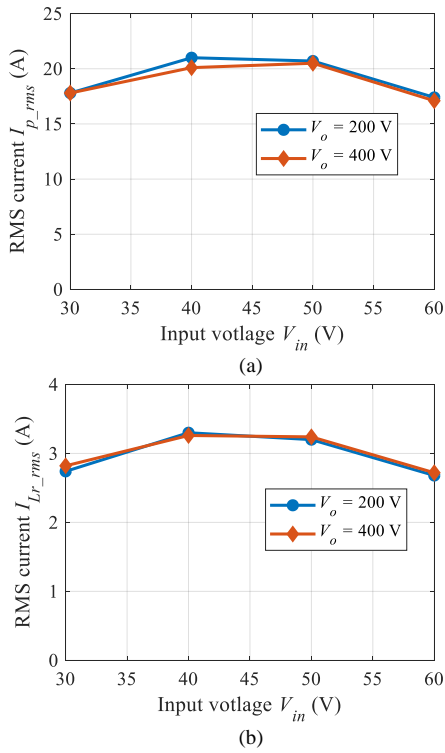 25
20
15
10
5
0
RMS current I_p_rms (A)
V_o = 200 V
V_o = 400 V
30 35 40 45 50 55 60
Input votlage V_in (V)
(a)
4
3
2
1
0
RMS current I_Lr_rms (A)
V_o = 200 V
V_o = 400 V
30 35 40 45 50 55 60
Input votlage V_in (V)
(b)